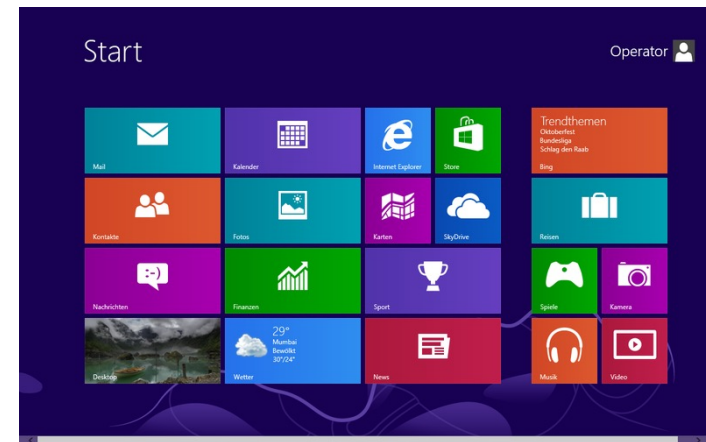 Start
Operator
Mail
Kalender
Internet Explorer
Store
Trendthemen
Oktoberfest
Bundesliga
Schlag den Raab
Bing
Kontakte
Fotos
Karten
SkyDrive
Reisen
:-)
Nachrichten
Finanzen
Sport
Spiele
Kamera
Desktop
29°
Mumbai
Bewölkt
30°/24°
Wetter
News
Musik
Video